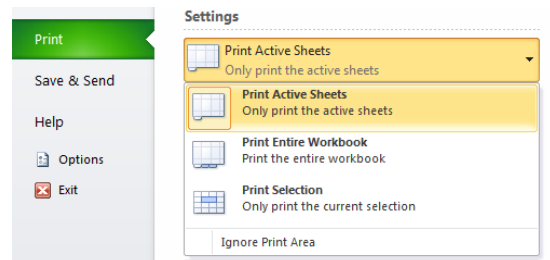 Settings
Print
Print Active Sheets
Only print the active sheets
Save & Send
Print Active Sheets
Only print the active sheets
Help
Print Entire Workbook
Print the entire workbook
Options
Exit
Print Selection
Only print the current selection
Ignore Print Area